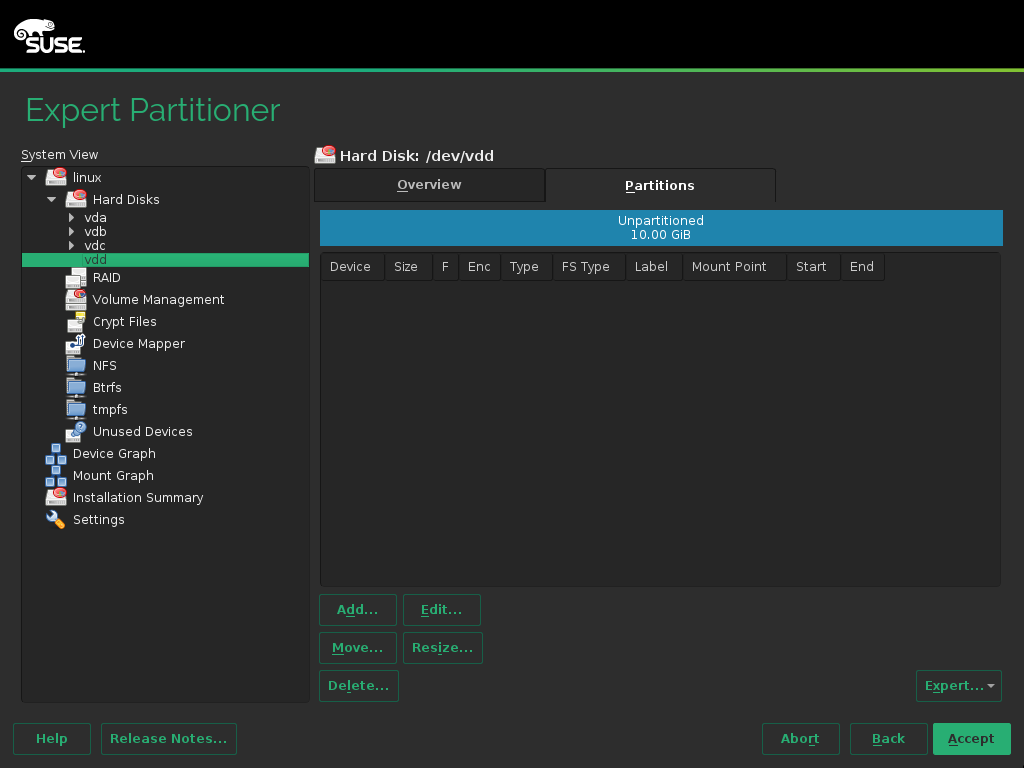 SUSE.
Expert Partitioner
System View
linux
Hard Disks
vda
vdb
vdc
vdd
RAID
Volume Management
Crypt Files
Device Mapper
NFS
Btrfs
tmpfs
Unused Devices
Device Graph
Mount Graph
Installation Summary
Settings
Hard Disk: /dev/vdd
Overview
Partitions
Unpartitioned
10.00 GiB
Device Size F Enc Type FS Type Label Mount Point Start End
Add... Edit...
Move... Resize...
Delete... Expert...
Help Release Notes... Abort Back Accept